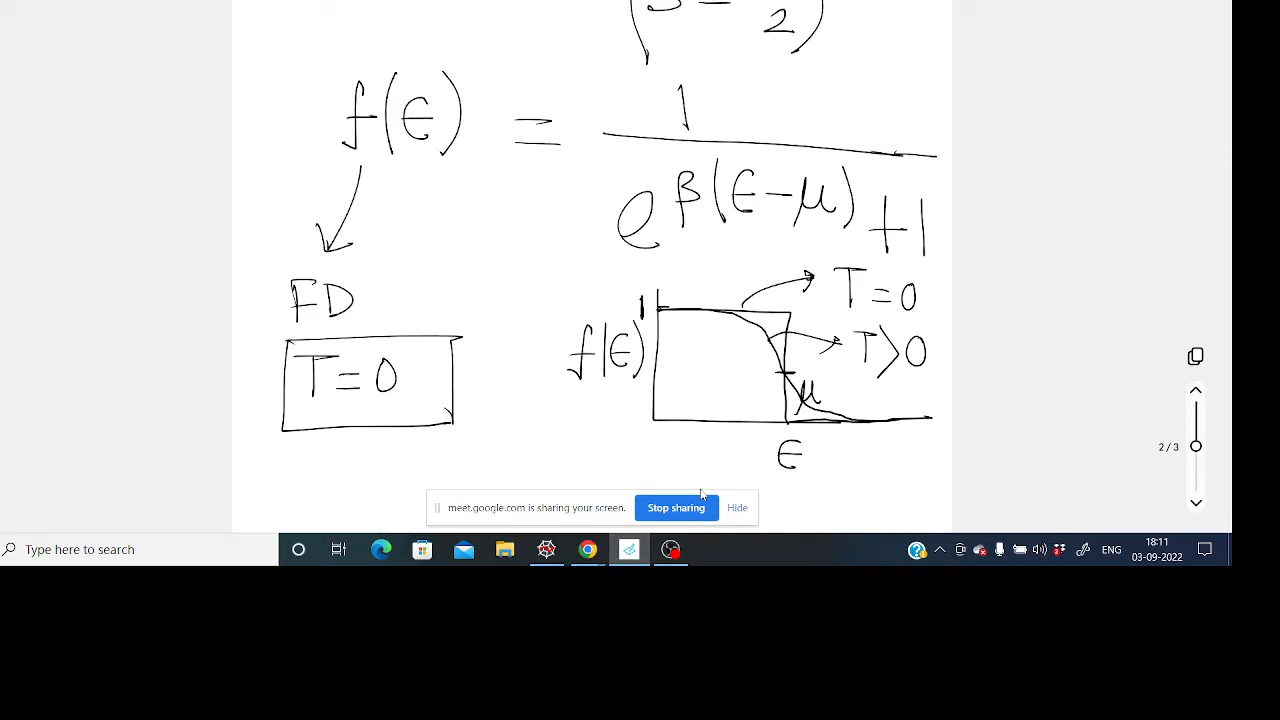 2
f(ϵ) = 1 / e^β(ϵ−μ) +1
FD
T=0
1
f(ϵ)
T=0
T>0
μ
ϵ
2/3
meet.google.com is sharing your screen. Stop sharing Hide
Type here to search
ENG
18:11
03-09-2022